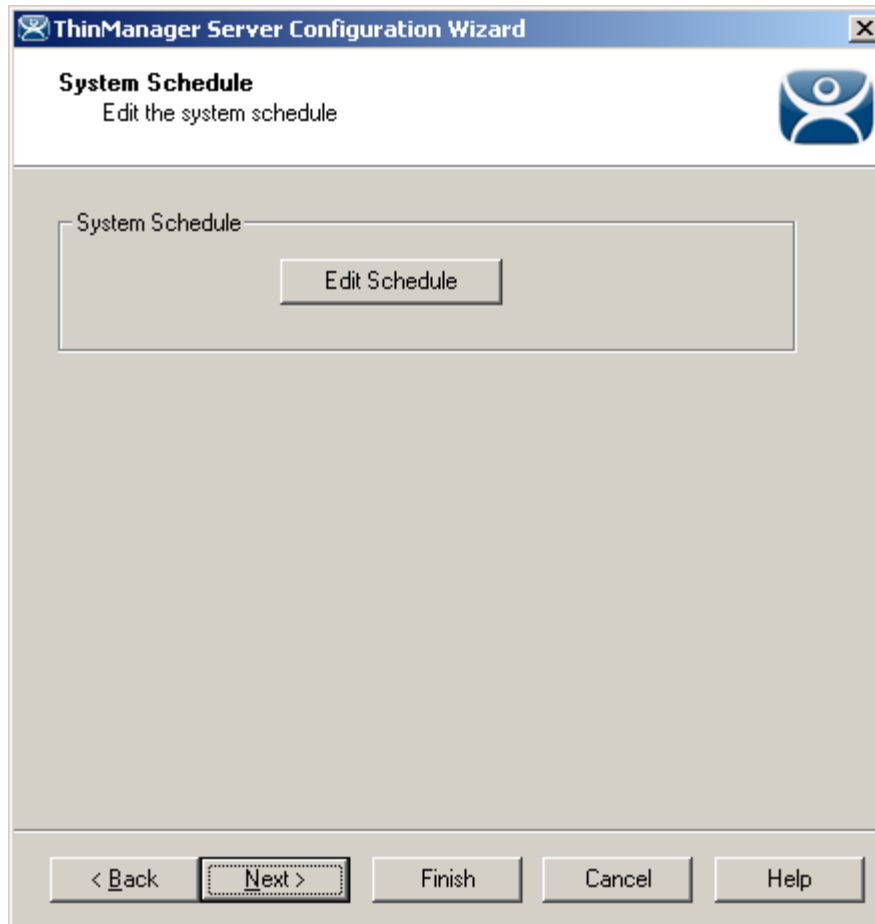 ThinManager Server Configuration Wizard
System Schedule
Edit the system schedule
System Schedule
Edit Schedule
< Back Next > Finish Cancel Help